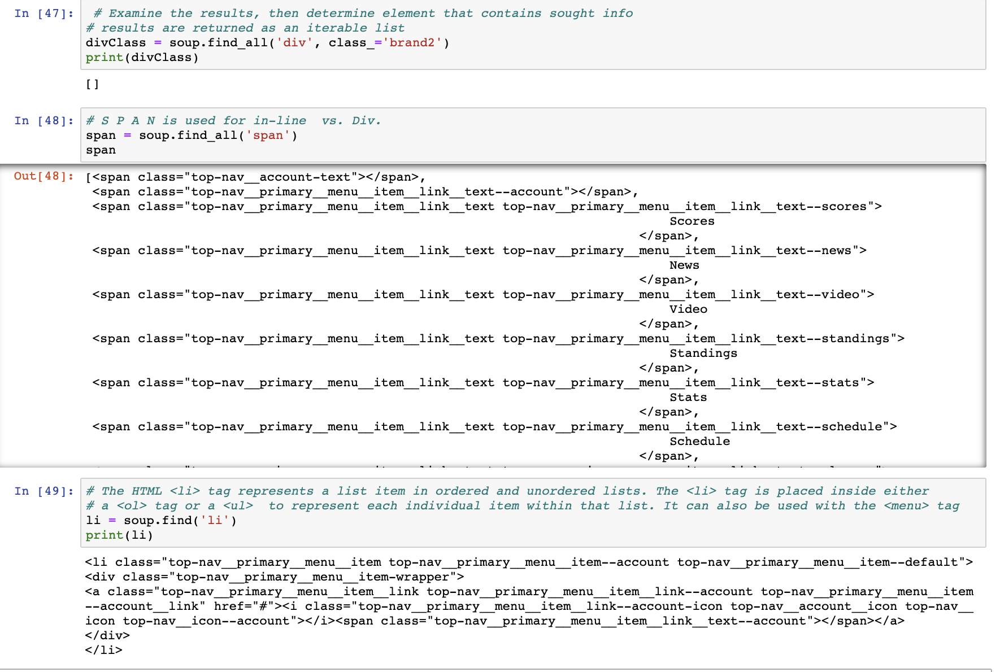 In [47]: # Examine the results, then determine element that contains sought info
# results are returned as an iterable list
divClass = soup.find_all('div', class_='brand2')
print(divClass)
[]
In [48]: # S P A N is used for in-line  vs. Div.
span = soup.find_all('span')
span
Out[48]: [<span class="top-nav__account-text"></span>,
<span class="top-nav__primary__menu__item__link__text--account"></span>,
<span class="top-nav__primary__menu__item__link__text top-nav__primary__menu__item__link__text--scores">
Scores
</span>,
<span class="top-nav__primary__menu__item__link__text top-nav__primary__menu__item__link__text--news">
News
</span>,
<span class="top-nav__primary__menu__item__link__text top-nav__primary__menu__item__link__text--video">
Video
</span>,
<span class="top-nav__primary__menu__item__link__text top-nav__primary__menu__item__link__text--standings">
Standings
</span>,
<span class="top-nav__primary__menu__item__link__text top-nav__primary__menu__item__link__text--stats">
Stats
</span>,
<span class="top-nav__primary__menu__item__link__text top-nav__primary__menu__item__link__text--schedule">
Schedule
</span>,
In [49]: # The HTML <li> tag represents a list item in ordered and unordered lists. The <li> tag is placed inside either
# a <ol> tag or a <ul>  to represent each individual item within that list. It can also be used with the <menu> tag
li = soup.find('li')
print(li)
<li class="top-nav__primary__menu__item top-nav__primary__menu__item--account top-nav__primary__menu__item--default">
<div class="top-nav__primary__menu__item-wrapper">
<a class="top-nav__primary__menu__item__link top-nav__primary__menu__item__link--account top-nav__primary__menu__item
--account__link" href="#"><i class="top-nav__primary__menu__item__link--account-icon top-nav__account__icon top-nav__
icon top-nav__icon--account"></i><span class="top-nav__primary__menu__item__link__text--account"></span></a>
</div>
</li>